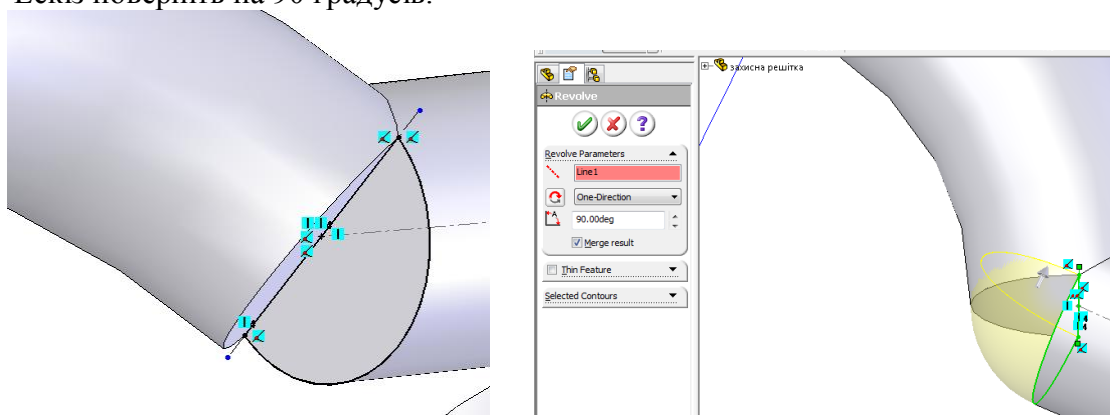 Ескіз поверніть на 90 градусів.
захисна решітка
Revolve
Revolve Parameters
Line1
One-Direction
90.00deg
Merge result
Thin Feature
Selected Contours